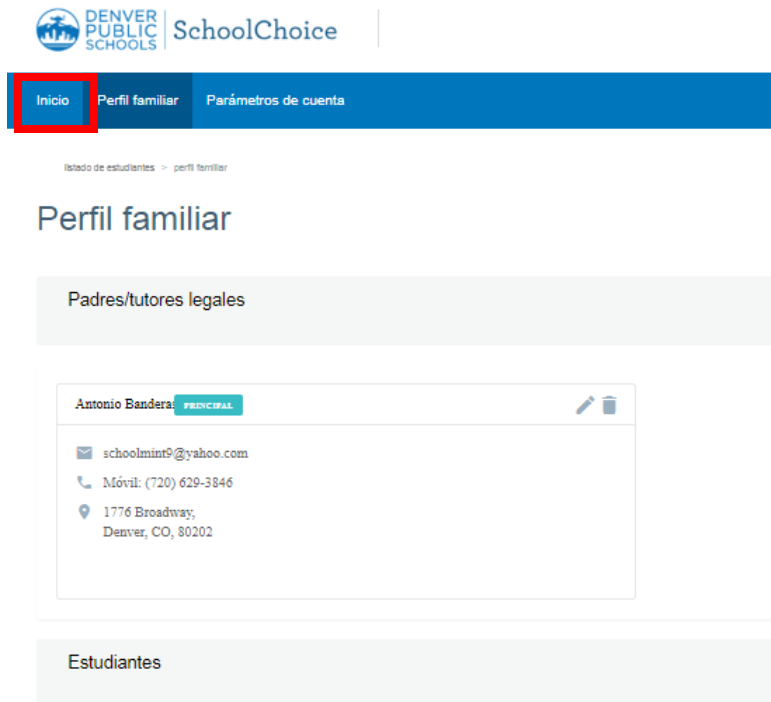 DENVER
PUBLIC
SCHOOLS
SchoolChoice
Inicio Perfil familiar Parámetros de cuenta
listado de estudiantes > perfil familiar
Perfil familiar
Padres/tutores legales
Antonio Banderas PRINCIPAL
schoolmint9@yahoo.com
Móvil: (720) 629-3846
1776 Broadway,
Denver, CO, 80202
Estudiantes